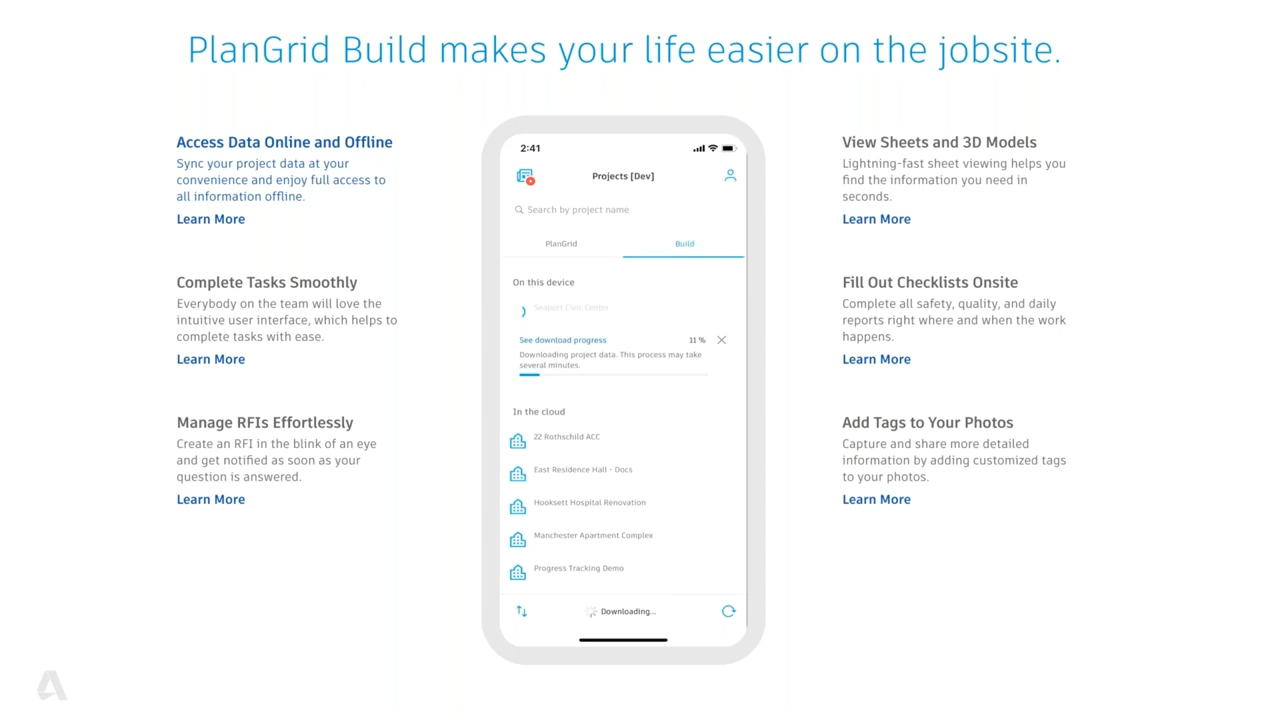 PlanGrid Build makes your life easier on the jobsite.
Access Data Online and Offline
Sync your project data at your
convenience and enjoy full access to
all information offline.
Learn More
Complete Tasks Smoothly
Everybody on the team will love the
intuitive user interface, which helps to
complete tasks with ease.
Learn More
Manage RFIs Effortlessly
Create an RFI in the blink of an eye
and get notified as soon as your
question is answered.
Learn More
2:41
Projects [Dev]
Search by project name
PlanGrid Build
On this device
Seaport Civic Center
See download progress 11 %
Downloading project data. This process may take
several minutes.
In the cloud
22 Rothschild ACC
East Residence Hall - Docs
Hooksett Hospital Renovation
Manchester Apartment Complex
Progress Tracking Demo
Downloading...
View Sheets and 3D Models
Lightning-fast sheet viewing helps you
find the information you need in
seconds.
Learn More
Fill Out Checklists Onsite
Complete all safety, quality, and daily
reports right where and when the work
happens.
Learn More
Add Tags to Your Photos
Capture and share more detailed
information by adding customized tags
to your photos.
Learn More